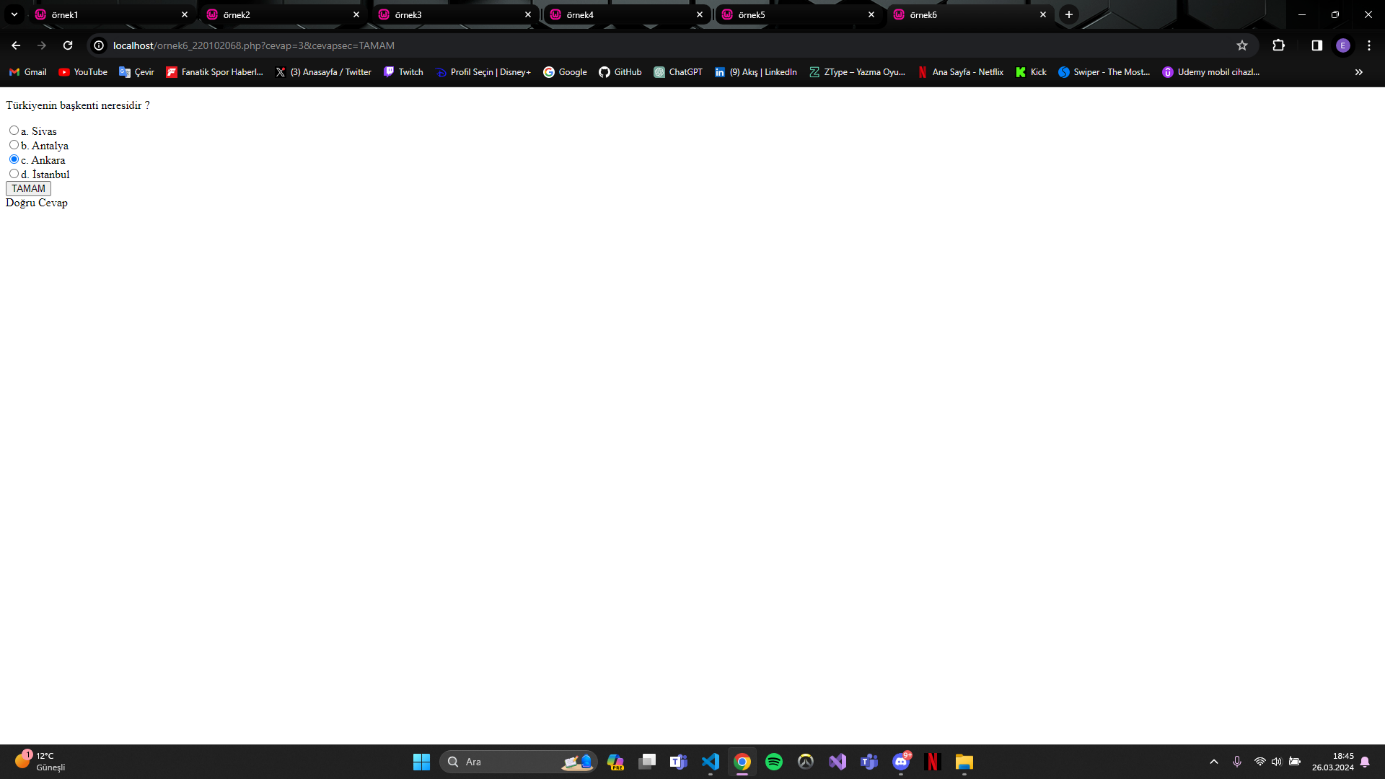 örnek1
örnek2
örnek3
örnek4
örnek5
örnek6
localhost/ornek6_220102068.php?cevap=3&cevapsec=TAMAM
E
Gmail
YouTube
Çevir
Fanatik Spor Haberl...
(3) Anasayfa / Twitter
Twitch
Profil Seçin | Disney+
Google
GitHub
ChatGPT
(9) Akış | LinkedIn
ZType – Yazma Oyu...
Ana Sayfa - Netflix
Kick
Swiper - The Most...
Udemy mobil cihazl...
Türkiyenin başkenti neresidir ?
a. Sivas
b. Antalya
c. Ankara
d. İstanbul
TAMAM
Doğru Cevap
1
12°C
Güneşli
Ara
9+
18:45
26.03.2024